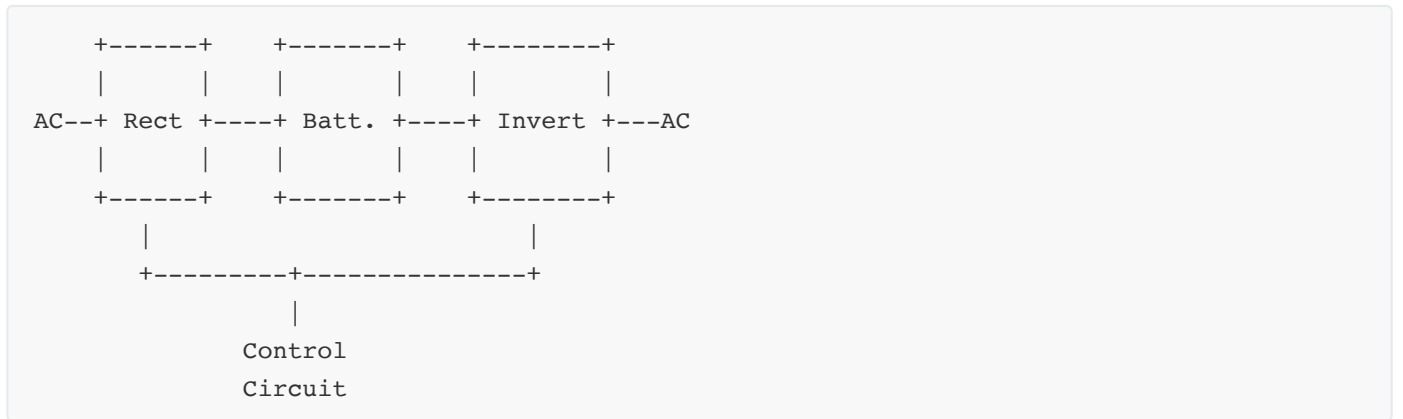 AC--+ Rect +----+ Batt. +----+ Invert +---AC
Control
Circuit